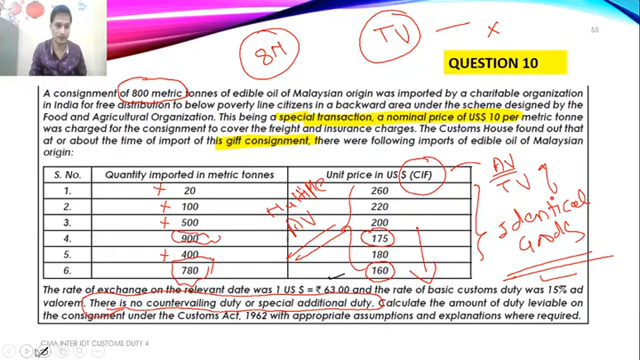 55
8M
TV — x
QUESTION 10
A consignment of 800 metric tonnes of edible oil of Malaysian origin was imported by a charitable organization
in India for free distribution to below poverty line citizens in a backward area under the scheme designed by the
Food and Agricultural Organization. This being a special transaction, a nominal price of US$ 10 per metric tonne
was charged for the consignment to cover the freight and insurance charges. The Customs House found out that
at or about the time of import of this gift consignment, there were following imports of edible oil of Malaysian
origin:
S. No. Quantity imported in metric tonnes Unit price in US $ (CIF)
1. 20 260
2. 100 220
3. 500 200
4. 900 175
5. 400 180
6. 780 160
Multiple
AV
AV
TV of
identical
goods
The rate of exchange on the relevant date was 1 US $ = ₹ 63.00 and the rate of basic customs duty was 15% ad
valorem. There is no countervailing duty or special additional duty. Calculate the amount of duty leviable on
the consignment under the Customs Act, 1962 with appropriate assumptions and explanations where required.
CMA INTER IDT CUSTOMS DUTY 4